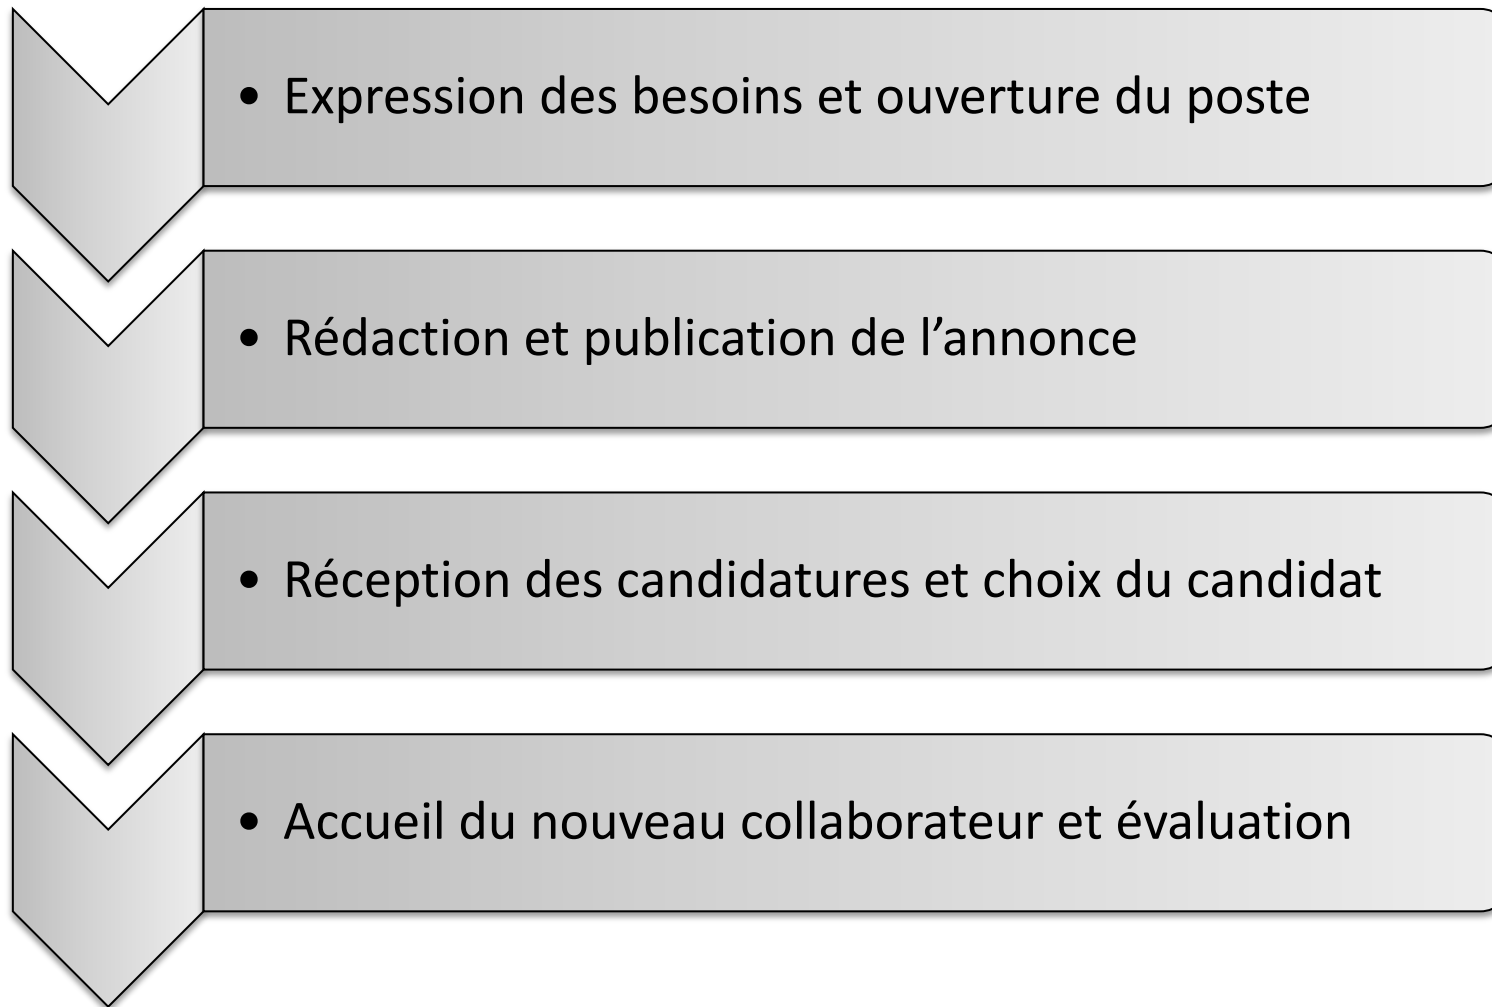 • Expression des besoins et ouverture du poste
• Rédaction et publication de l’annonce
• Réception des candidatures et choix du candidat
• Accueil du nouveau collaborateur et évaluation